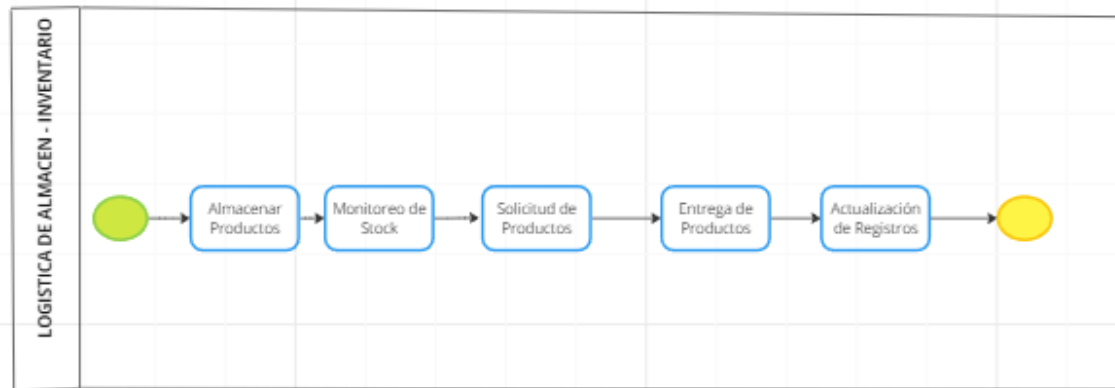 LOGISTICA DE ALMACEN - INVENTARIO
Almacenar
Productos
Monitoreo de
Stock
Solicitud de
Productos
Entrega de
Productos
Actualización
de Registros